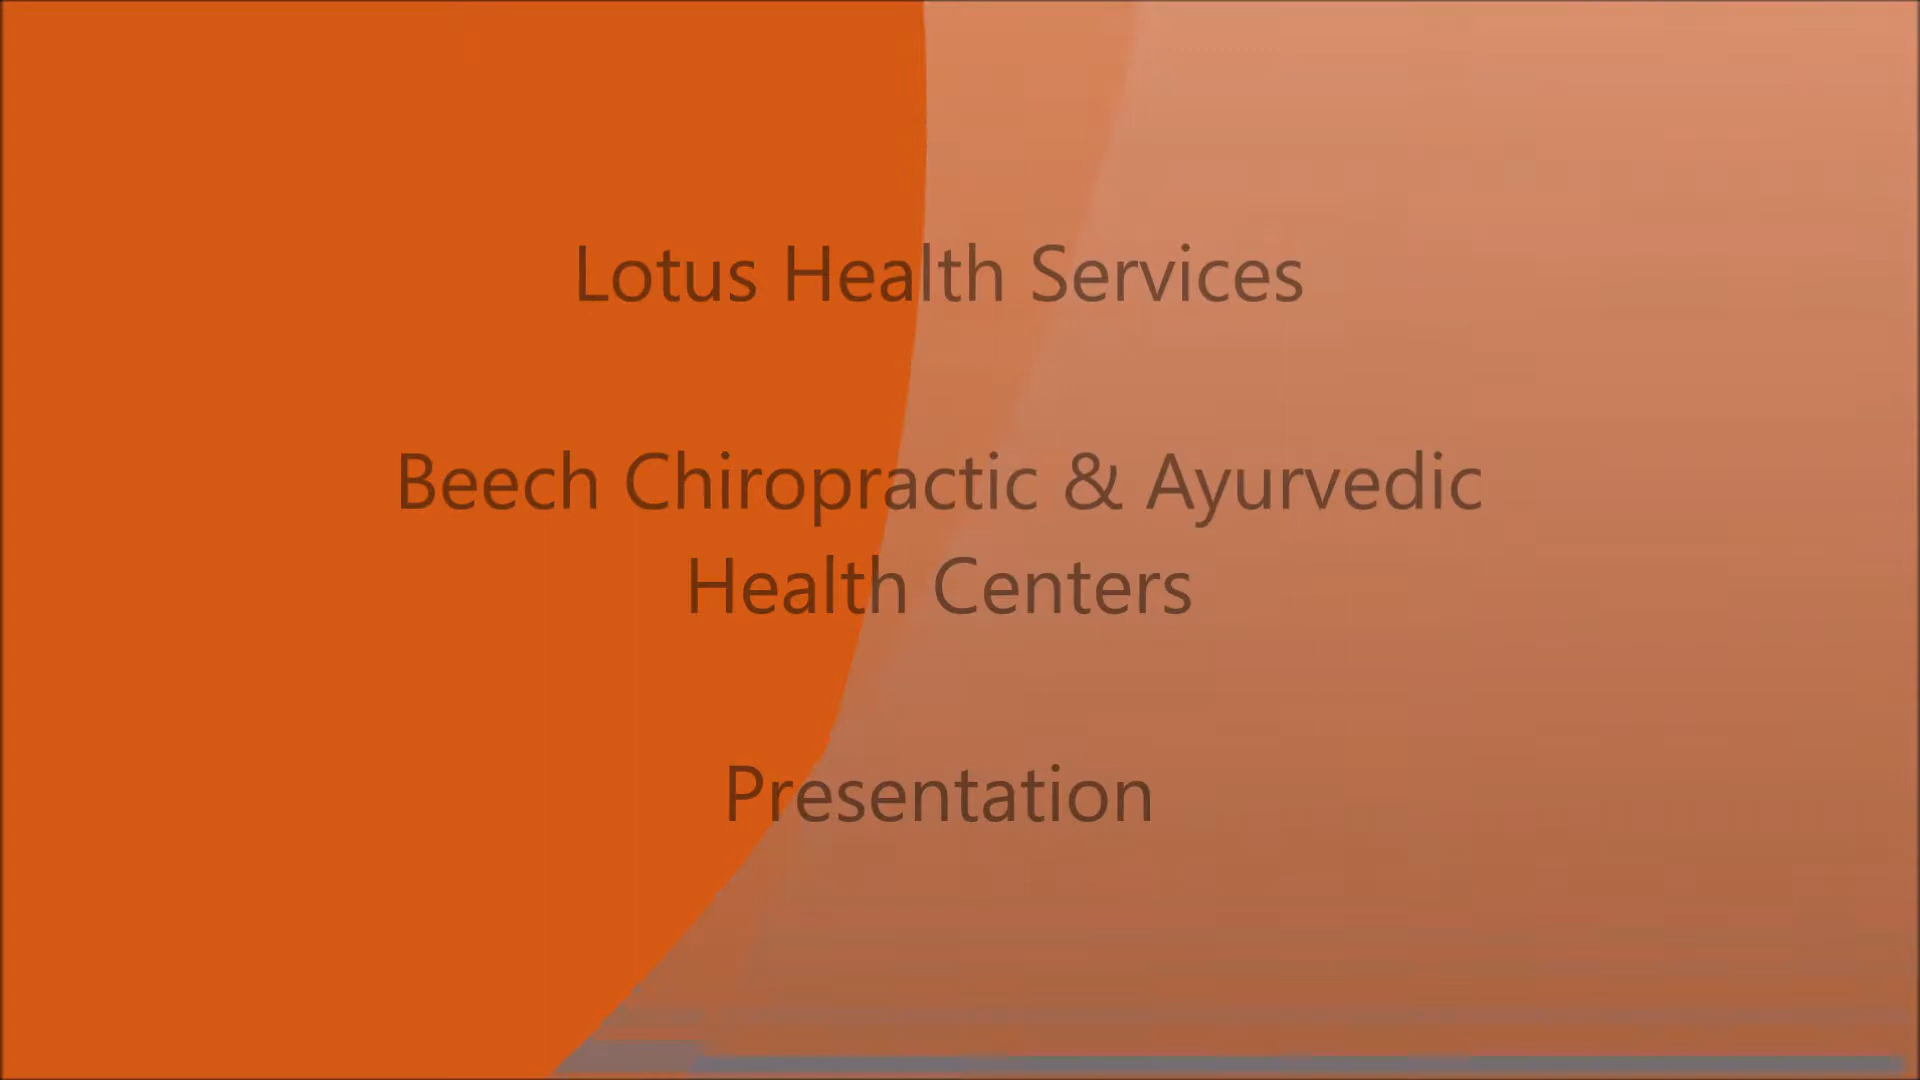 Lotus Health Services
Beech Chiropractic & Ayurvedic
Health Centers
Presentation